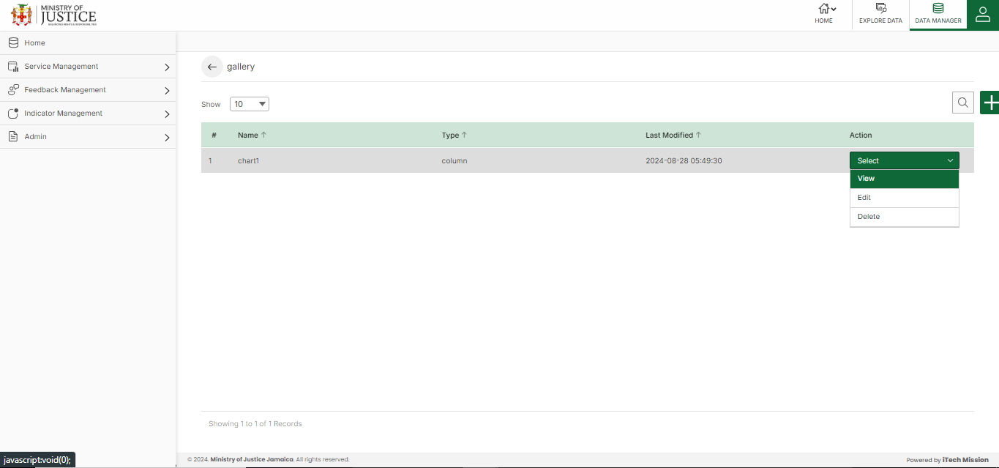 MINISTRY OF
JUSTICE
BALANCING RIGHTS & RESPONSIBILITIES
HOME
EXPLORE DATA
DATA MANAGER
Home
Service Management
Feedback Management
Indicator Management
Admin
gallery
Show 10
# Name ↑ Type ↑ Last Modified ↑ Action
1 chart1 column 2024-08-28 05:49:30 Select
View
Edit
Delete
Showing 1 to 1 of 1 Records
javascript:void(0);
© 2024. Ministry of Justice Jamaica. All rights reserved.
Powered by iTech Mission